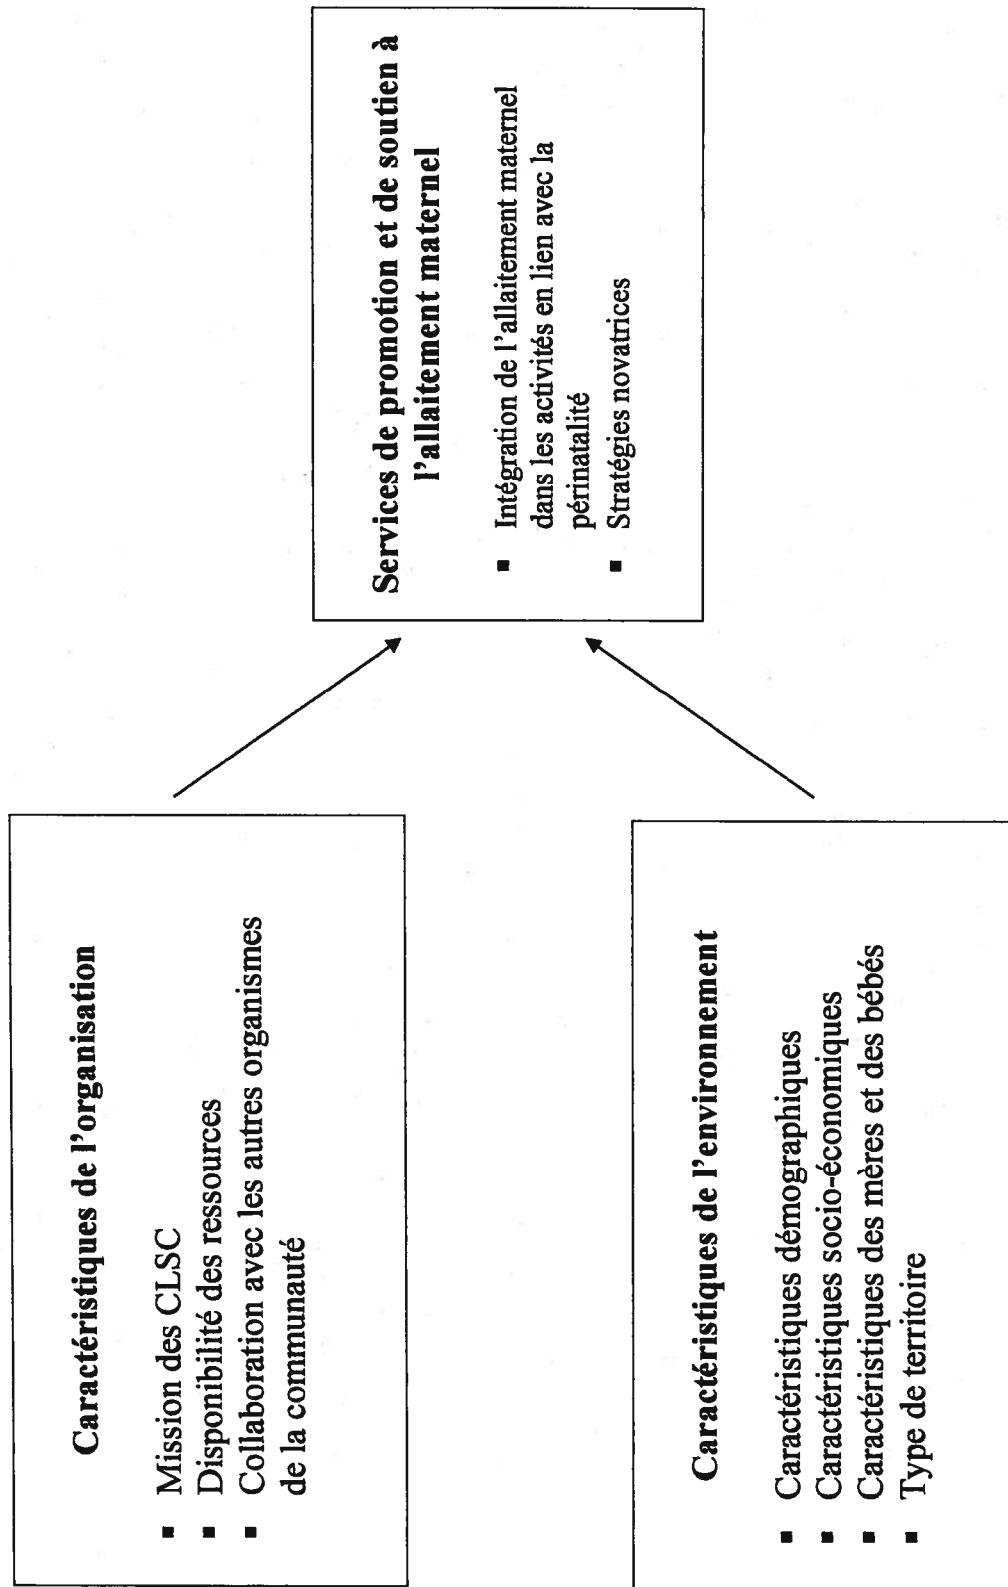 Caractéristiques de l'organisation
▪ Mission des CLSC
▪ Disponibilité des ressources
▪ Collaboration avec les autres organismes
de la communauté
Caractéristiques de l'environnement
▪ Caractéristiques démographiques
▪ Caractéristiques socio-économiques
▪ Caractéristiques des mères et des bébés
▪ Type de territoire
Services de promotion et de soutien à
l'allaitement maternel
▪ Intégration de l'allaitement maternel
dans les activités en lien avec la
périnatalité
▪ Stratégies novatrices